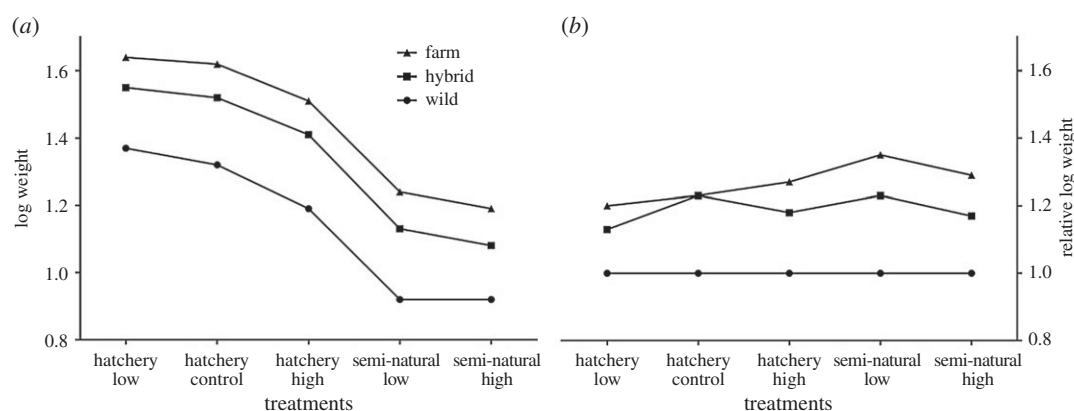 (a)
1.6
1.4
1.2
1.0
0.8
log weight
farm
hybrid
wild
hatchery low
hatchery control
hatchery high
semi-natural low
semi-natural high
treatments
(b)
1.6
1.4
1.2
1.0
0.8
relative log weight
hatchery low
hatchery control
hatchery high
semi-natural low
semi-natural high
treatments